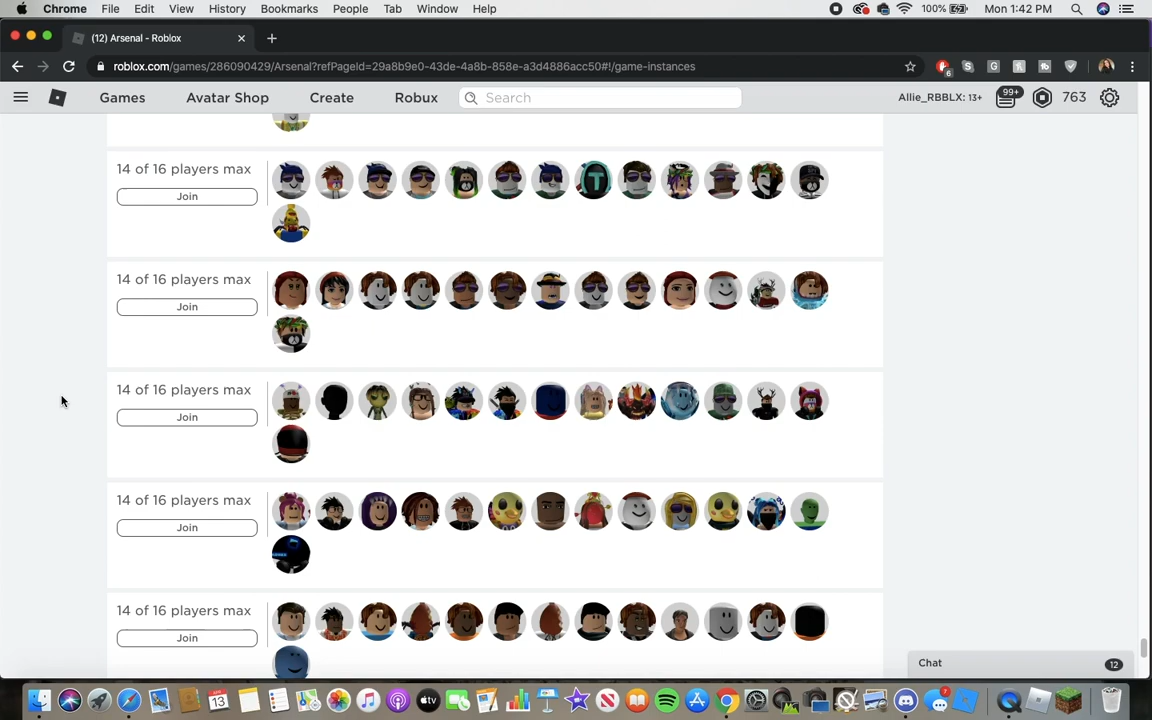 Chrome File Edit View History Bookmarks People Tab Window Help 100% Mon 1:42 PM
(12) Arsenal - Roblox
roblox.com/games/286090429/Arsenal?refPageId=29a8b9e0-43de-4a8b-858e-a3d4886acc50#!/game-instances 6
Games Avatar Shop Create Robux Search Allie_RBBLX: 13+ 99+ 763
14 of 16 players max
Join
14 of 16 players max
Join
14 of 16 players max
Join
14 of 16 players max
Join
14 of 16 players max
Join
Chat 12
13 7